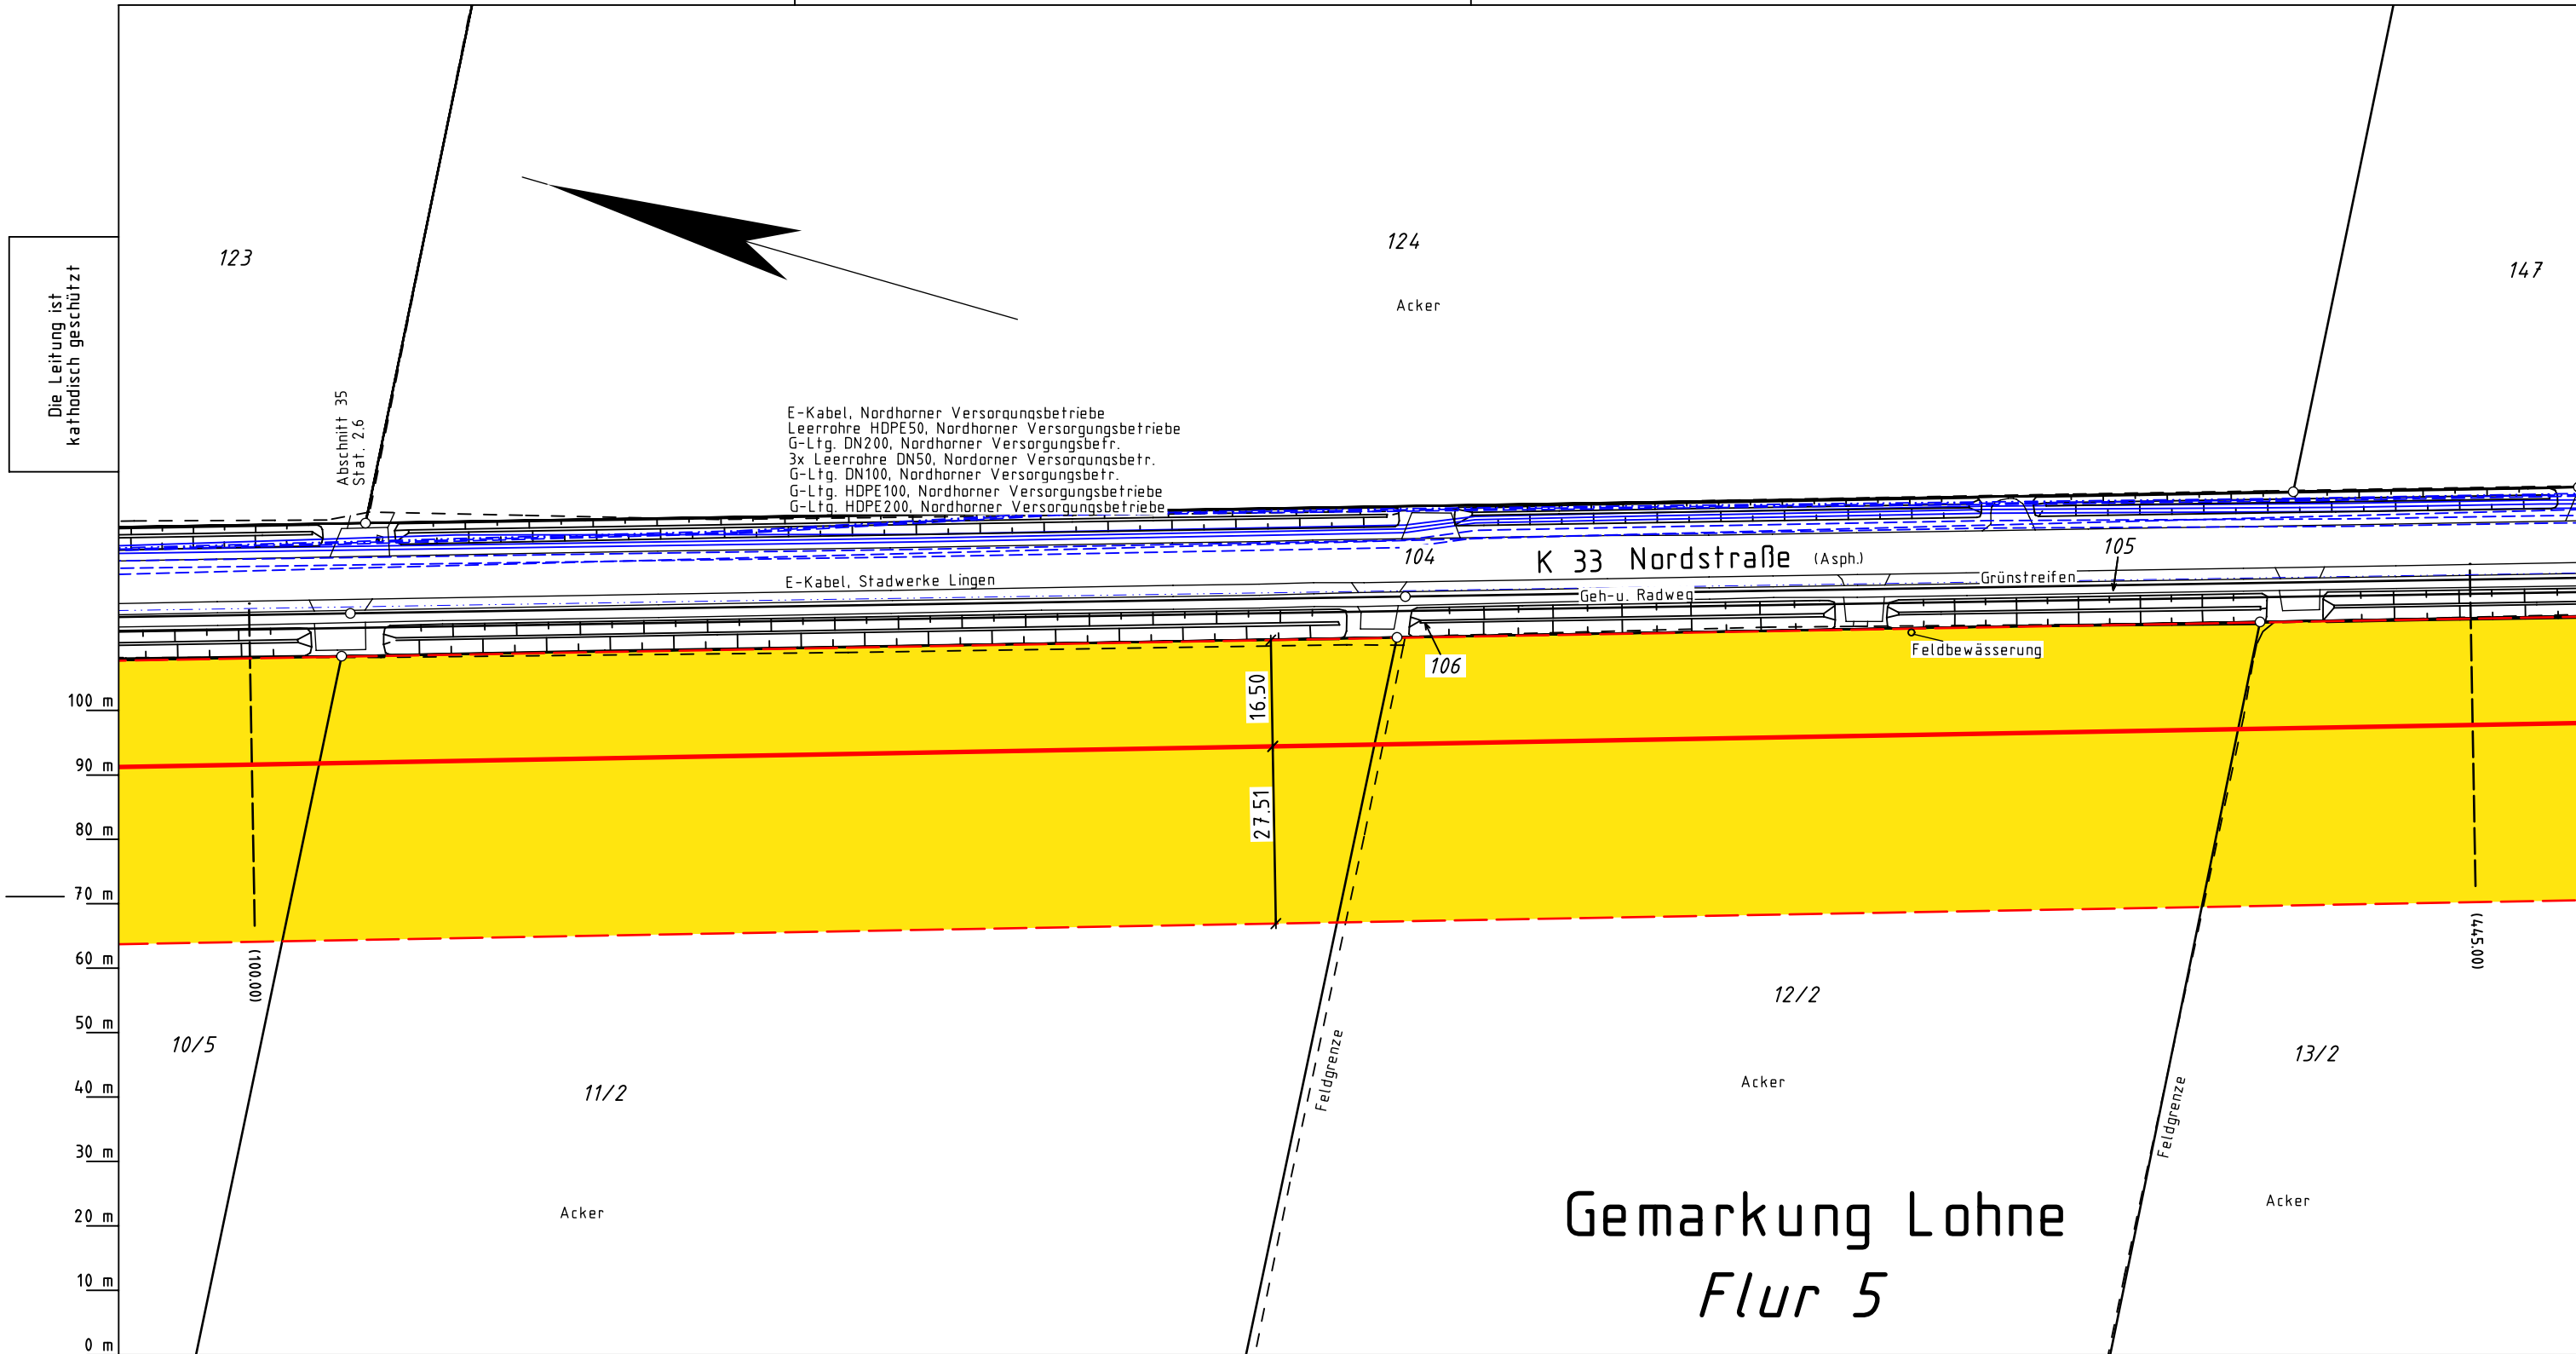 123
124
147
Acker
Die Leitung ist
kathodisch geschützt
Abschnitt 35
Stat. 2.6
E-Kabel, Nordhorner Versorgungsbetriebe
Leerrohre HDPE50, Nordhorner Versorgungsbetriebe
G-Ltg. DN200, Nordhorner Versorgungsbetr.
3x Leerrohre DN50, Nordorner Versorgungsbetr.
G-Ltg. DN100, Nordhorner Versorgungsbetr.
G-Ltg. HDPE100, Nordhorner Versorgungsbetriebe
G-Ltg. HDPE200, Nordhorner Versorgungsbetriebe
104
K 33 Nordstraße (Asph.)
105
E-Kabel, Stadwerke Lingen
Grünstreifen
Geh-u. Radweg
106
Feldbewässerung
16.50
27.51
100 m
90 m
80 m
70 m
60 m
50 m
40 m
30 m
20 m
10 m
0 m
(100.00)
(445.00)
10/5
11/2
12/2
13/2
Feldgrenze
Feldgrenze
Acker
Acker
Acker
Gemarkung Lohne
Flur 5